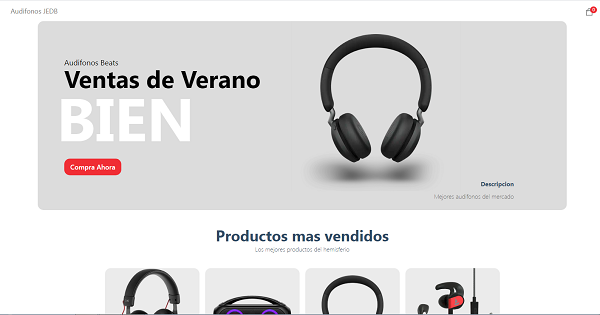 Audifonos JEDB
0
Audifonos Beats
Ventas de Verano
BIEN
Compra Ahora
Descripcion
Mejores audifonos del mercado
Productos mas vendidos
Los mejores productos del hemisferio